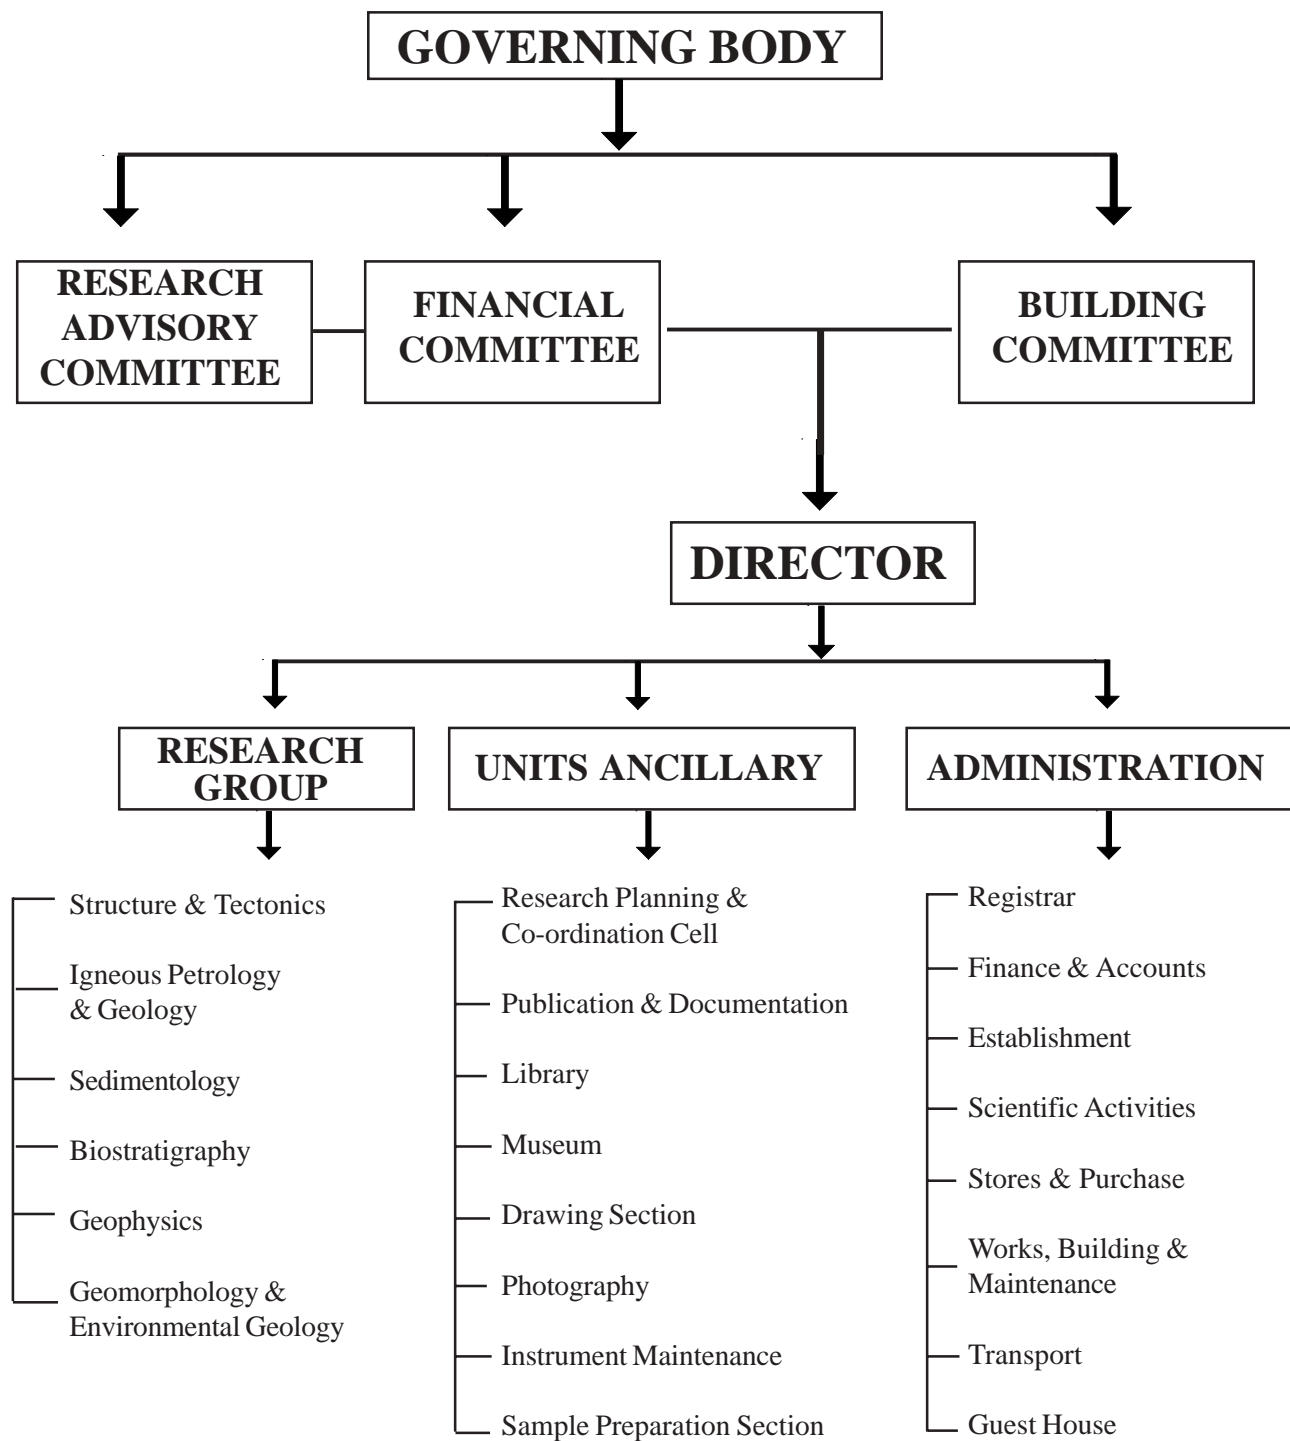 GOVERNING BODY
RESEARCH
ADVISORY
COMMITTEE
FINANCIAL
COMMITTEE
BUILDING
COMMITTEE
DIRECTOR
RESEARCH
GROUP
UNITS ANCILLARY
ADMINISTRATION
Structure & Tectonics
Igneous Petrology
& Geology
Sedimentology
Biostratigraphy
Geophysics
Geomorphology &
Environmental Geology
Research Planning &
Co-ordination Cell
Publication & Documentation
Library
Museum
Drawing Section
Photography
Instrument Maintenance
Sample Preparation Section
Registrar
Finance & Accounts
Establishment
Scientific Activities
Stores & Purchase
Works, Building &
Maintenance
Transport
Guest House